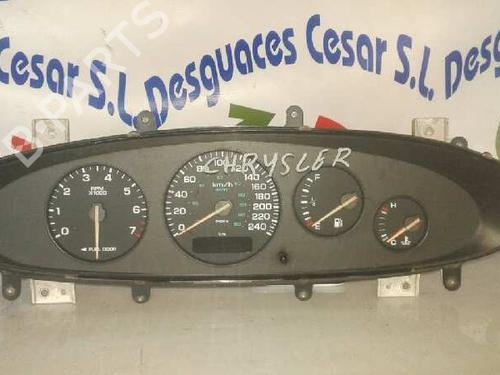 Cesar S.L. Desguaces Cesar S.L.
B-PARTS
CHRYSLER
RPM
X1000
0 1 2 3 4 5 6 7
FUEL DOOR
0 20 40 60 80 100 120 140 160 180 200 220 240
km/h
MPH
F
E
H
C